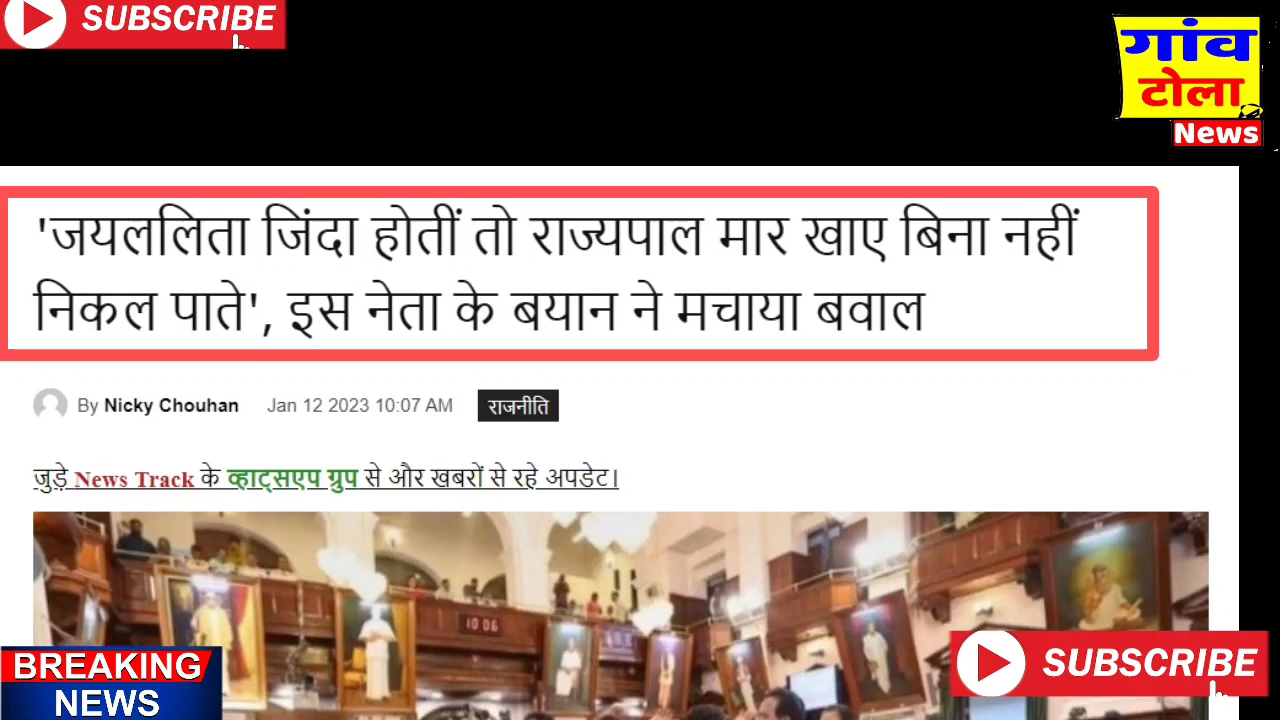 SUBSCRIBE
गांव
टोला
News
'जयललिता जिंदा होतीं तो राज्यपाल मार खाए बिना नहीं
निकल पाते', इस नेता के बयान ने मचाया बवाल
By Nicky Chouhan Jan 12 2023 10:07 AM राजनीति
जुड़े News Track के व्हाट्सएप ग्रुप से और खबरों से रहे अपडेट।
10 06
BREAKING
NEWS
SUBSCRIBE